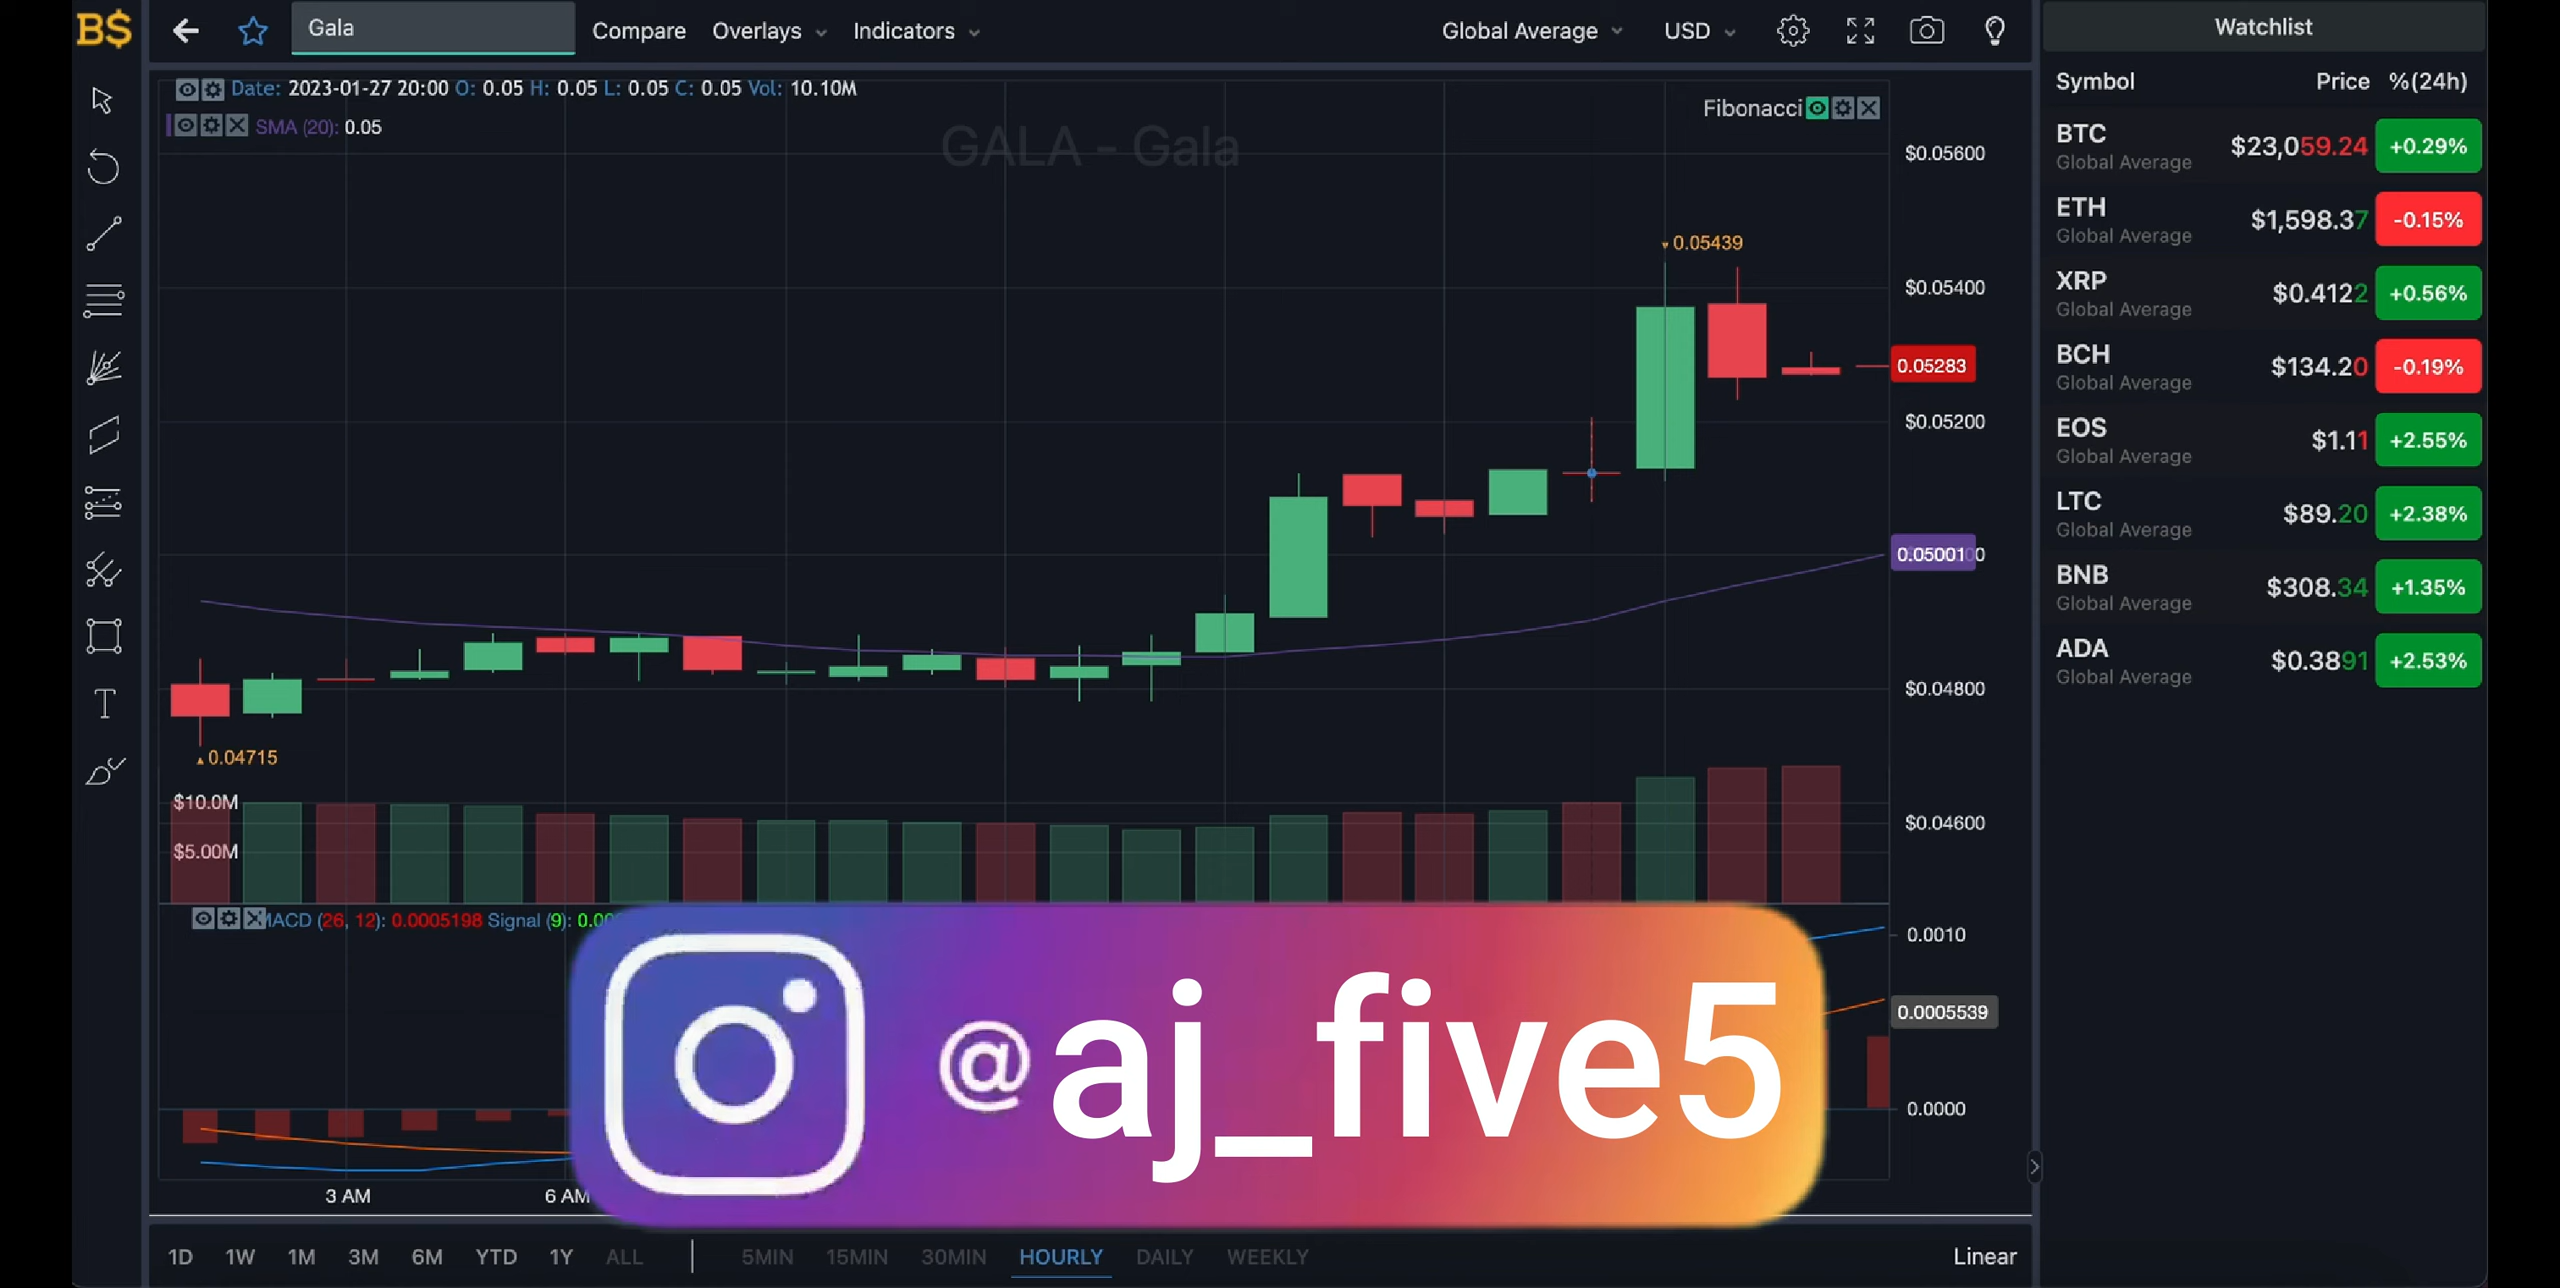 B$
Gala
Compare
Overlays
Indicators
Global Average
USD
Watchlist
Date: 2023-01-27 20:00 O: 0.05 H: 0.05 L: 0.05 C: 0.05 Vol: 10.10M
SMA (20): 0.05
Fibonacci
GALA - Gala
$0.05600
0.05439
$0.05400
0.05283
$0.05200
0.05001
$0.04800
0.04715
$10.0M
$0.04600
$5.00M
MACD (26, 12): 0.0005198 Signal (9): 0.00
0.0010
0.0005539
0.0000
@aj_five5
3 AM
6 AM
1D 1W 1M 3M 6M YTD 1Y ALL
5MIN 15MIN 30MIN HOURLY DAILY WEEKLY
Linear
Symbol Price %(24h)
BTC $23,059.24 +0.29%
Global Average
ETH $1,598.37 -0.15%
Global Average
XRP $0.4122 +0.56%
Global Average
BCH $134.20 -0.19%
Global Average
EOS $1.11 +2.55%
Global Average
LTC $89.20 +2.38%
Global Average
BNB $308.34 +1.35%
Global Average
ADA $0.3891 +2.53%
Global Average